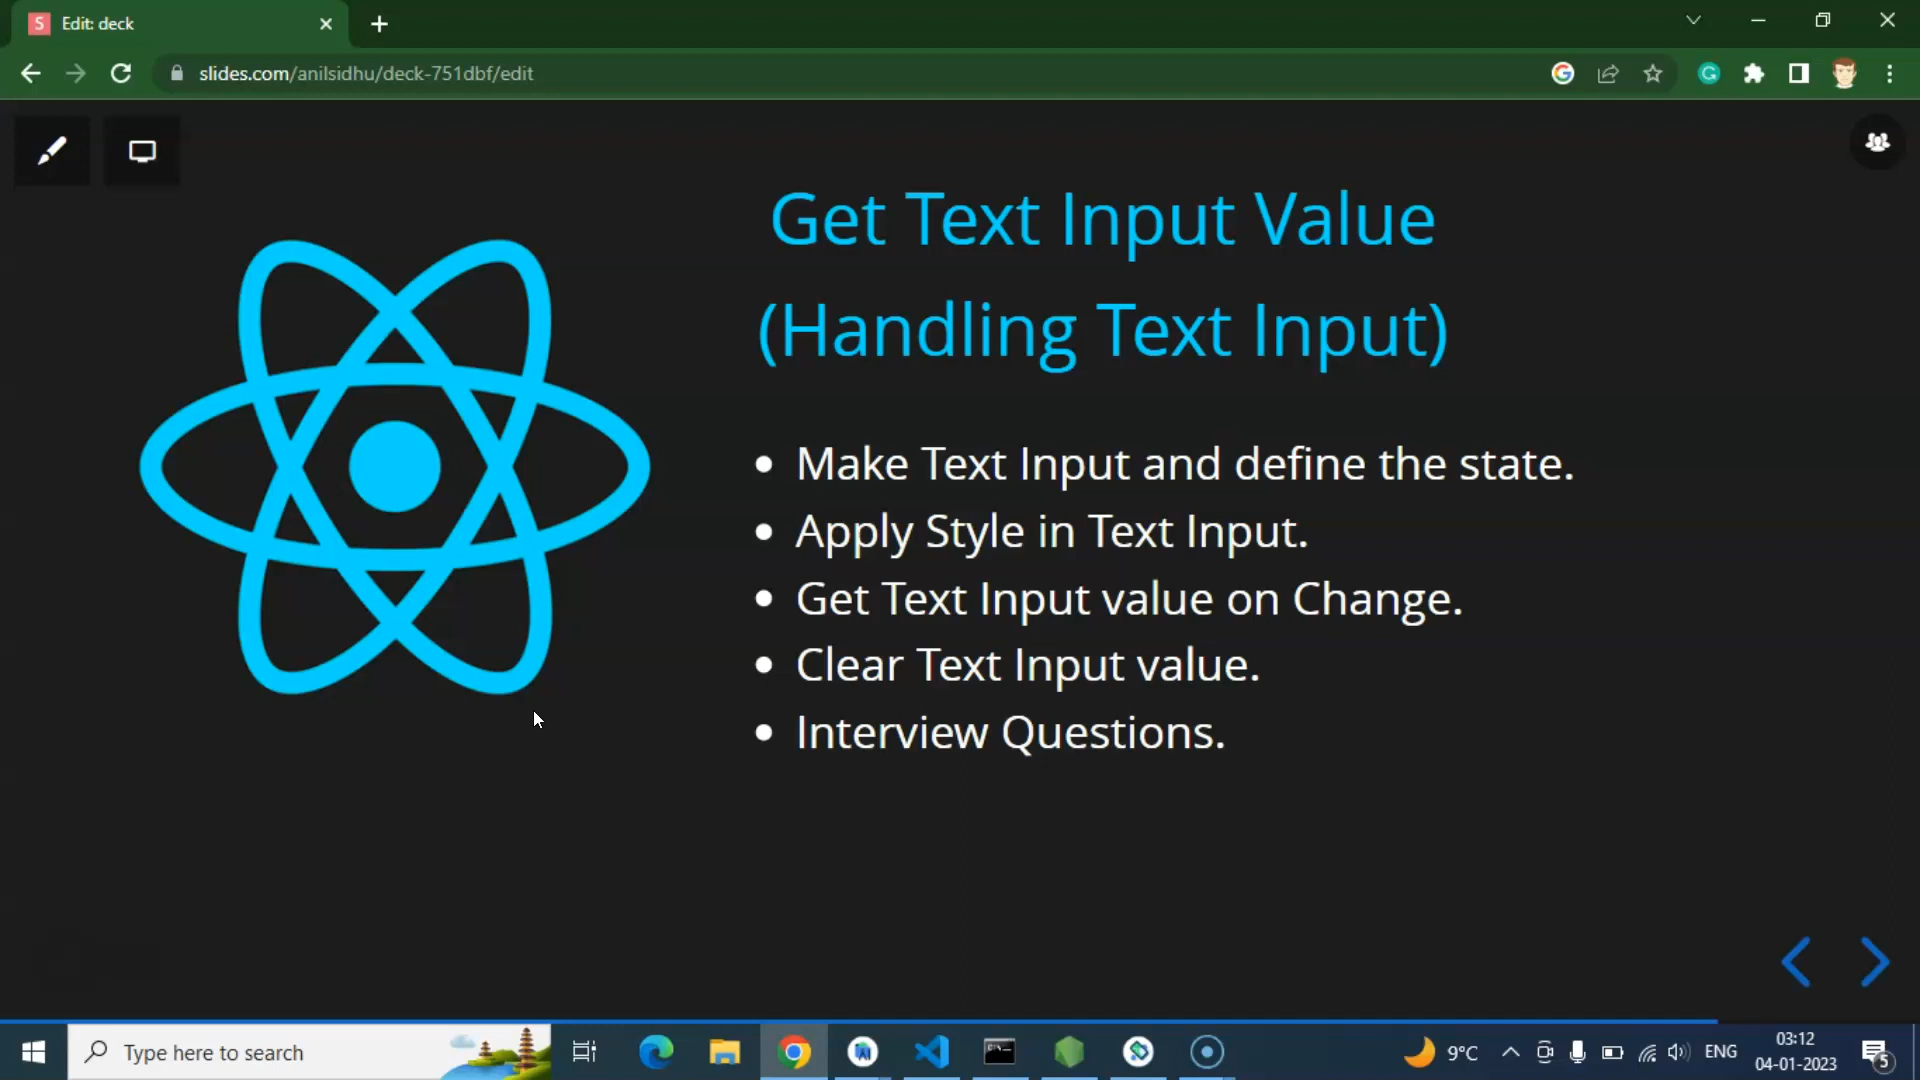 S Edit: deck
slides.com/anilsidhu/deck-751dbf/edit
Get Text Input Value
(Handling Text Input)
• Make Text Input and define the state.
• Apply Style in Text Input.
• Get Text Input value on Change.
• Clear Text Input value.
• Interview Questions.
Type here to search
9°C
ENG
03:12
04-01-2023
5